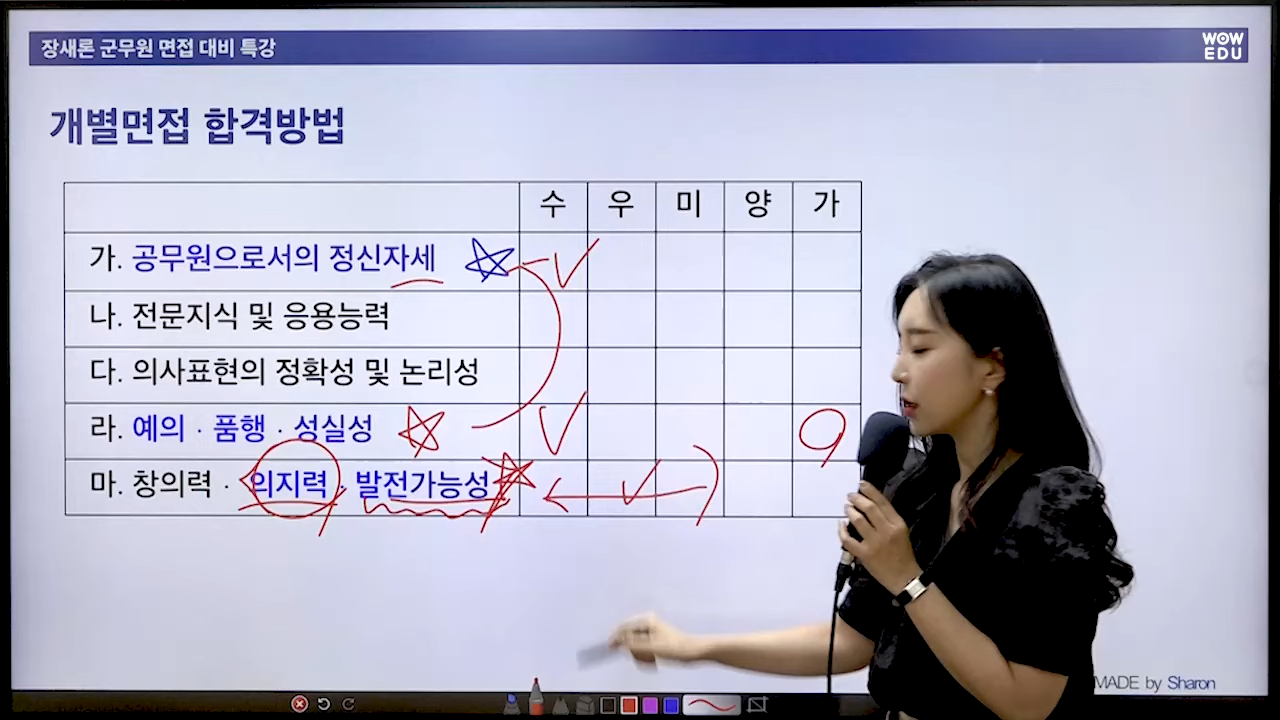 장새론 군무원 면접 대비 특강
WOW
EDU
개별면접 합격방법
수 우 미 양 가
가. 공무원으로서의 정신자세
나. 전문지식 및 응용능력
다. 의사표현의 정확성 및 논리성
라. 예의 · 품행 · 성실성
마. 창의력 · 의지력 · 발전가능성
MADE by Sharon